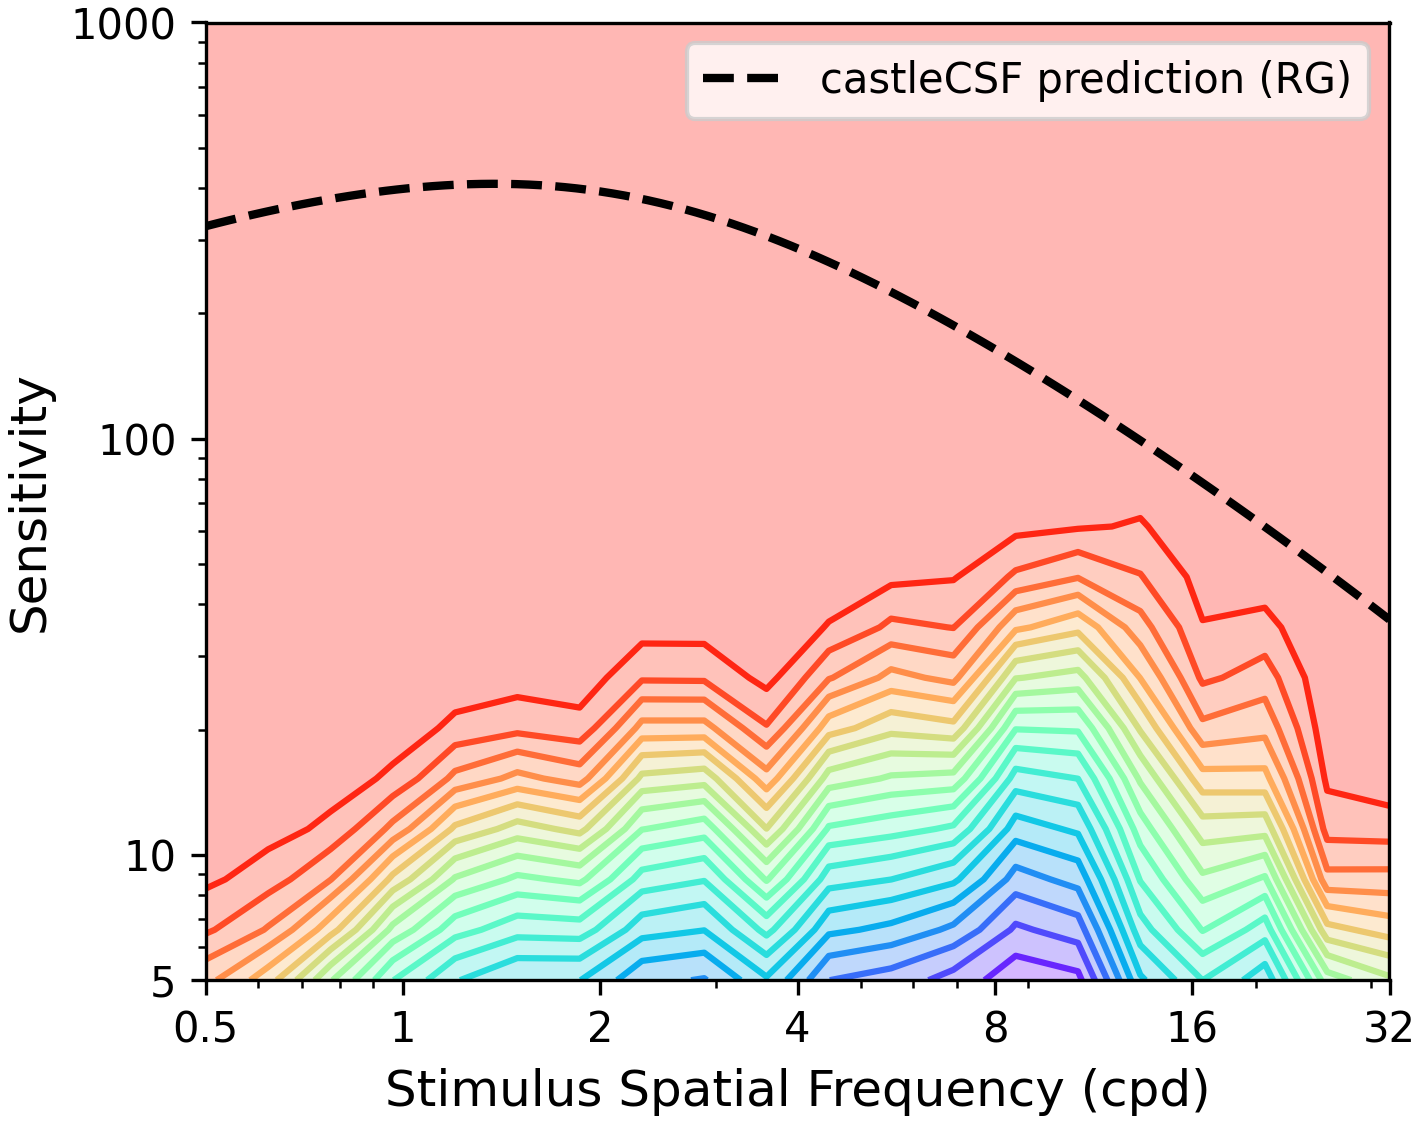 1000
castleCSF prediction (RG)
Sensitivity
100
10
5
0.5 1 2 4 8 16 32
Stimulus Spatial Frequency (cpd)